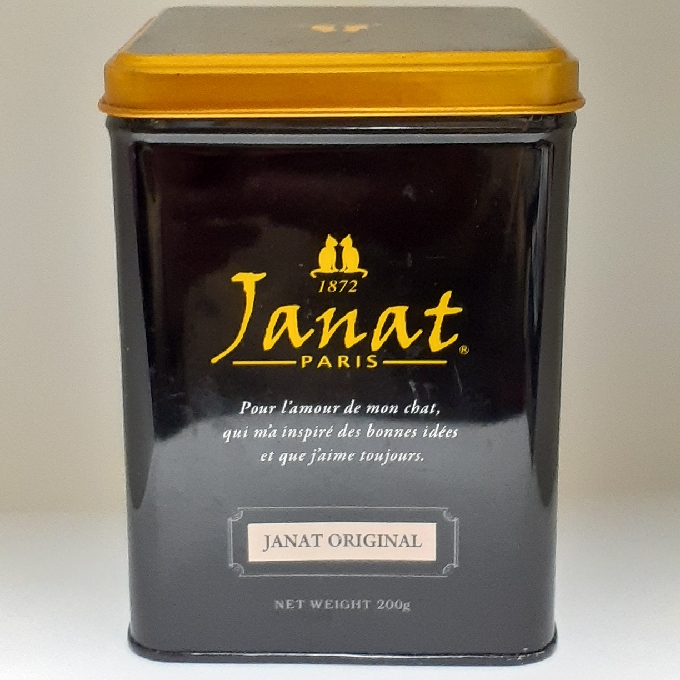 1872
Janat®
PARIS
Pour l'amour de mon chat,
qui m'a inspiré des bonnes idées
et que j'aime toujours.
JANAT ORIGINAL
NET WEIGHT 200g